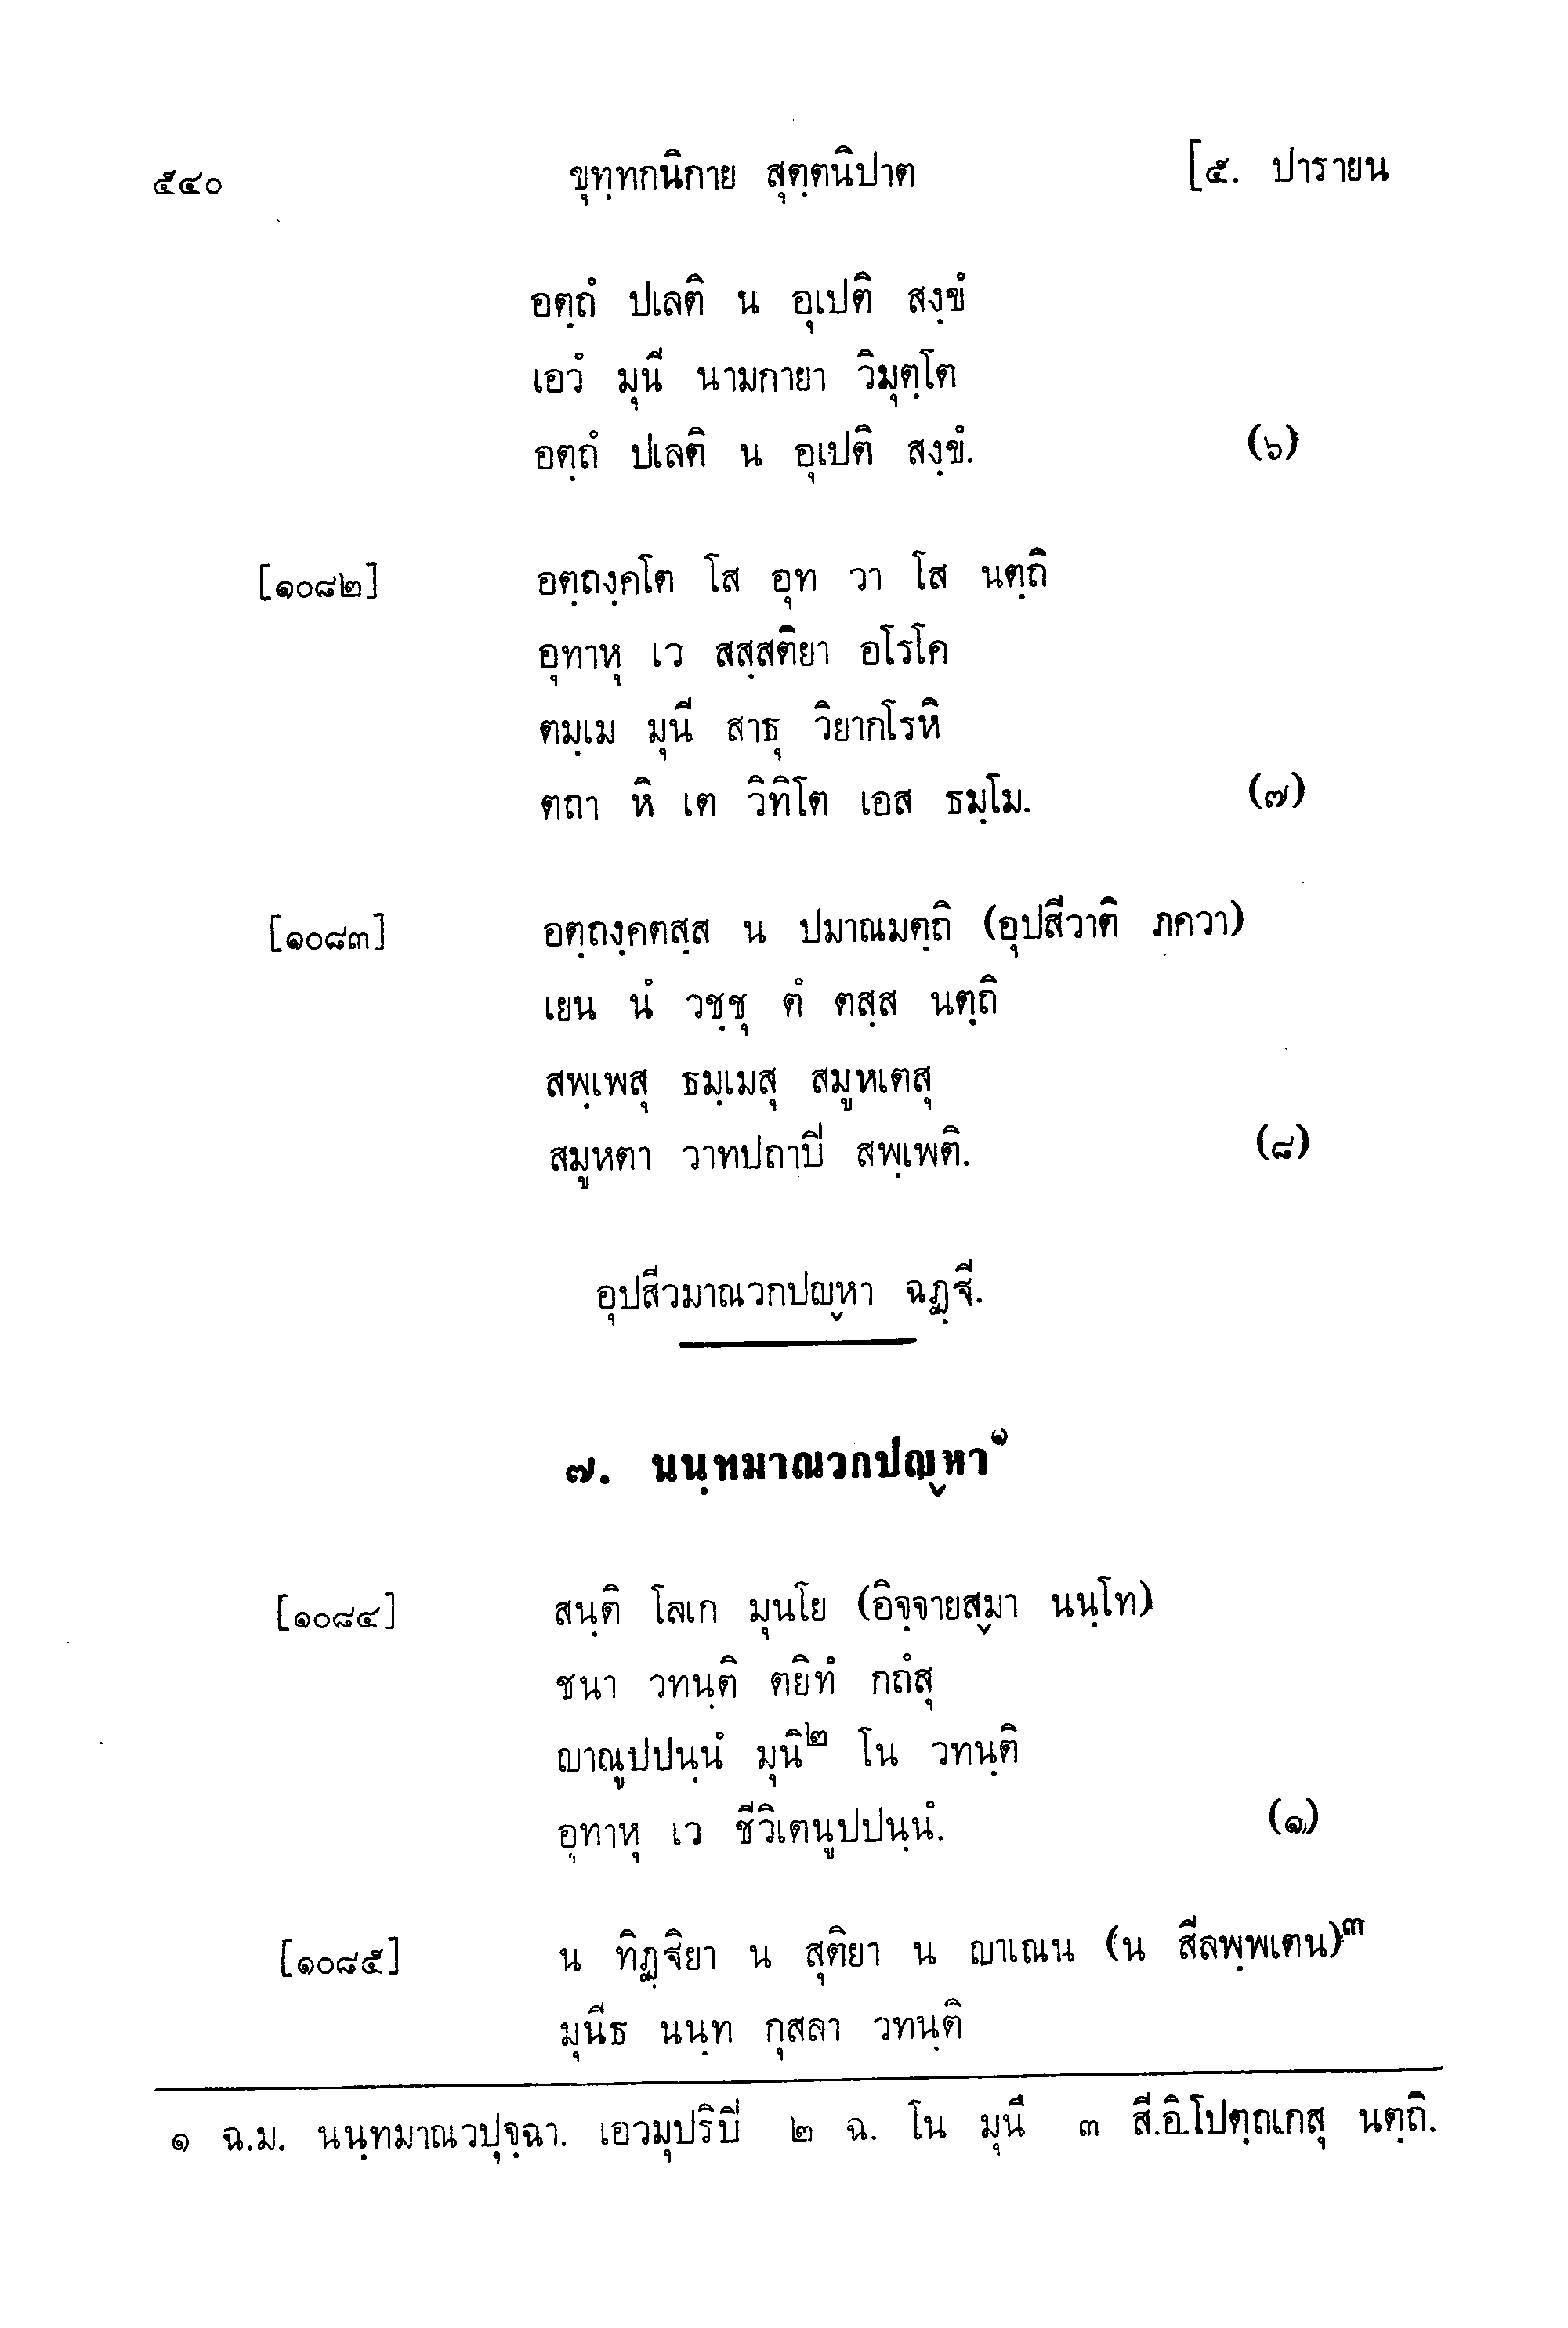 ๕๔๐ ขุทฺทกนิกาย สุตฺตนิปาต [๕. ปารายน
อตฺถํ ปเลติ น อุเปติ สงฺขํ
เอวํ มุนี นามกายา วิมุตฺโต
อตฺถํ ปเลติ น อุเปติ สงฺขํ. (๖)
[๑๐๘๒] อตฺถงฺคโต โส อุท วา โส นตฺถิ
อุทาหุ เว สสฺสติยา อโรโค
ตมฺเม มุนี สาธุ วิยากโรหิ
ตถา หิ เต วิทิโต เอส ธมฺโม. (๗)
[๑๐๘๓] อตฺถงฺคตสฺส น ปมาณมตฺถิ (อุปสีวาติ ภควา)
เยน นํ วชฺชุ ตํ ตสฺส นตฺถิ
สพฺเพสุ ธมฺเมสุ สมูหเตสุ
สมูหตา วาทปถาปี สพฺเพติ. (๘)
อุปสีวมาณวกปญฺหา ฉฏฺฐี.
๗. นนฺทมาณวกปญฺหา๑
[๑๐๘๔] สนฺติ โลเก มุนโย (อิจฺจายสฺมา นนฺโท)
ชนา วทนฺติ ตยิทํ กถํสุ
ญาณูปปนฺนํ มุนิ๒ โน วทนฺติ
อุทาหุ เว ชีวิเตนูปปนฺนํ. (๑)
[๑๐๘๕] น ทิฏฺฐิยา น สุติยา น ญาเณน (น สีลพฺพเตน)๓
มุนีธ นนฺท กุสลา วทนฺติ
๑ ฉ.ม. นนฺทมาณวปุจฺฉา. เอวมุปริปี ๒ ฉ. โน มุนึ ๓ สี.อิ.โปตฺถเกสุ นตฺถิ.